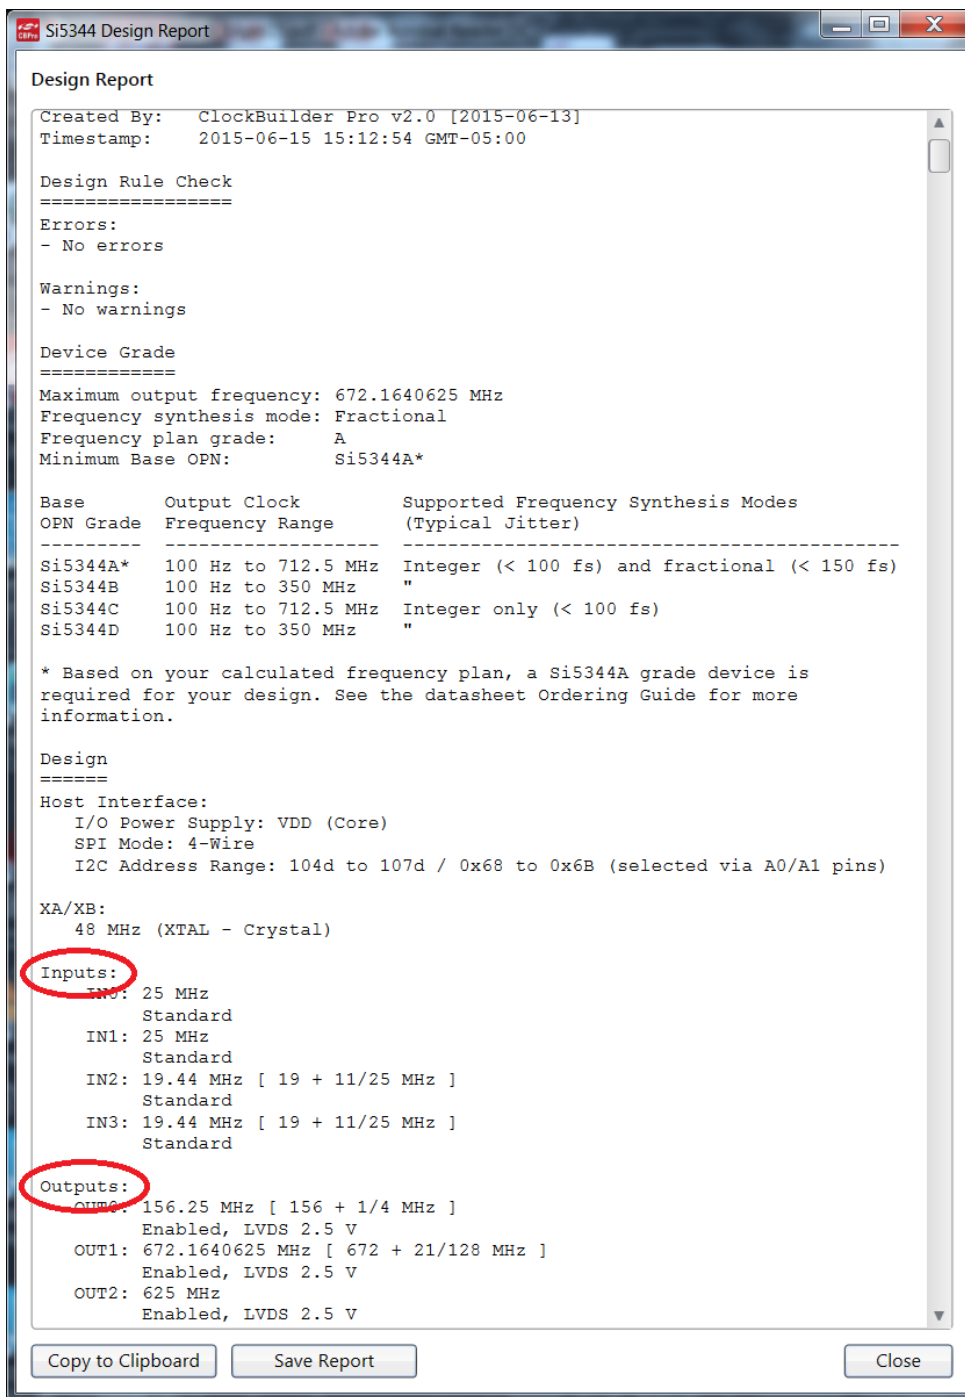 CBPro
Si5344 Design Report
Design Report
Created By:   ClockBuilder Pro v2.0 [2015-06-13]
Timestamp:    2015-06-15 15:12:54 GMT-05:00
Design Rule Check
=================
Errors:
- No errors
Warnings:
- No warnings
Device Grade
============
Maximum output frequency: 672.1640625 MHz
Frequency synthesis mode: Fractional
Frequency plan grade:     A
Minimum Base OPN:         Si5344A*
Base       Output Clock         Supported Frequency Synthesis Modes
OPN Grade  Frequency Range      (Typical Jitter)
---------  -------------------  --------------------------------------------
Si5344A*   100 Hz to 712.5 MHz  Integer (< 100 fs) and fractional (< 150 fs)
Si5344B    100 Hz to 350 MHz    "
Si5344C    100 Hz to 712.5 MHz  Integer only (< 100 fs)
Si5344D    100 Hz to 350 MHz    "
* Based on your calculated frequency plan, a Si5344A grade device is
required for your design. See the datasheet Ordering Guide for more
information.
Design
======
Host Interface:
   I/O Power Supply: VDD (Core)
   SPI Mode: 4-Wire
   I2C Address Range: 104d to 107d / 0x68 to 0x6B (selected via A0/A1 pins)
XA/XB:
   48 MHz (XTAL - Crystal)
Inputs:
    IN0: 25 MHz
         Standard
    IN1: 25 MHz
         Standard
    IN2: 19.44 MHz [ 19 + 11/25 MHz ]
         Standard
    IN3: 19.44 MHz [ 19 + 11/25 MHz ]
         Standard
Outputs:
   OUT0: 156.25 MHz [ 156 + 1/4 MHz ]
         Enabled, LVDS 2.5 V
   OUT1: 672.1640625 MHz [ 672 + 21/128 MHz ]
         Enabled, LVDS 2.5 V
   OUT2: 625 MHz
         Enabled, LVDS 2.5 V
Copy to Clipboard
Save Report
Close